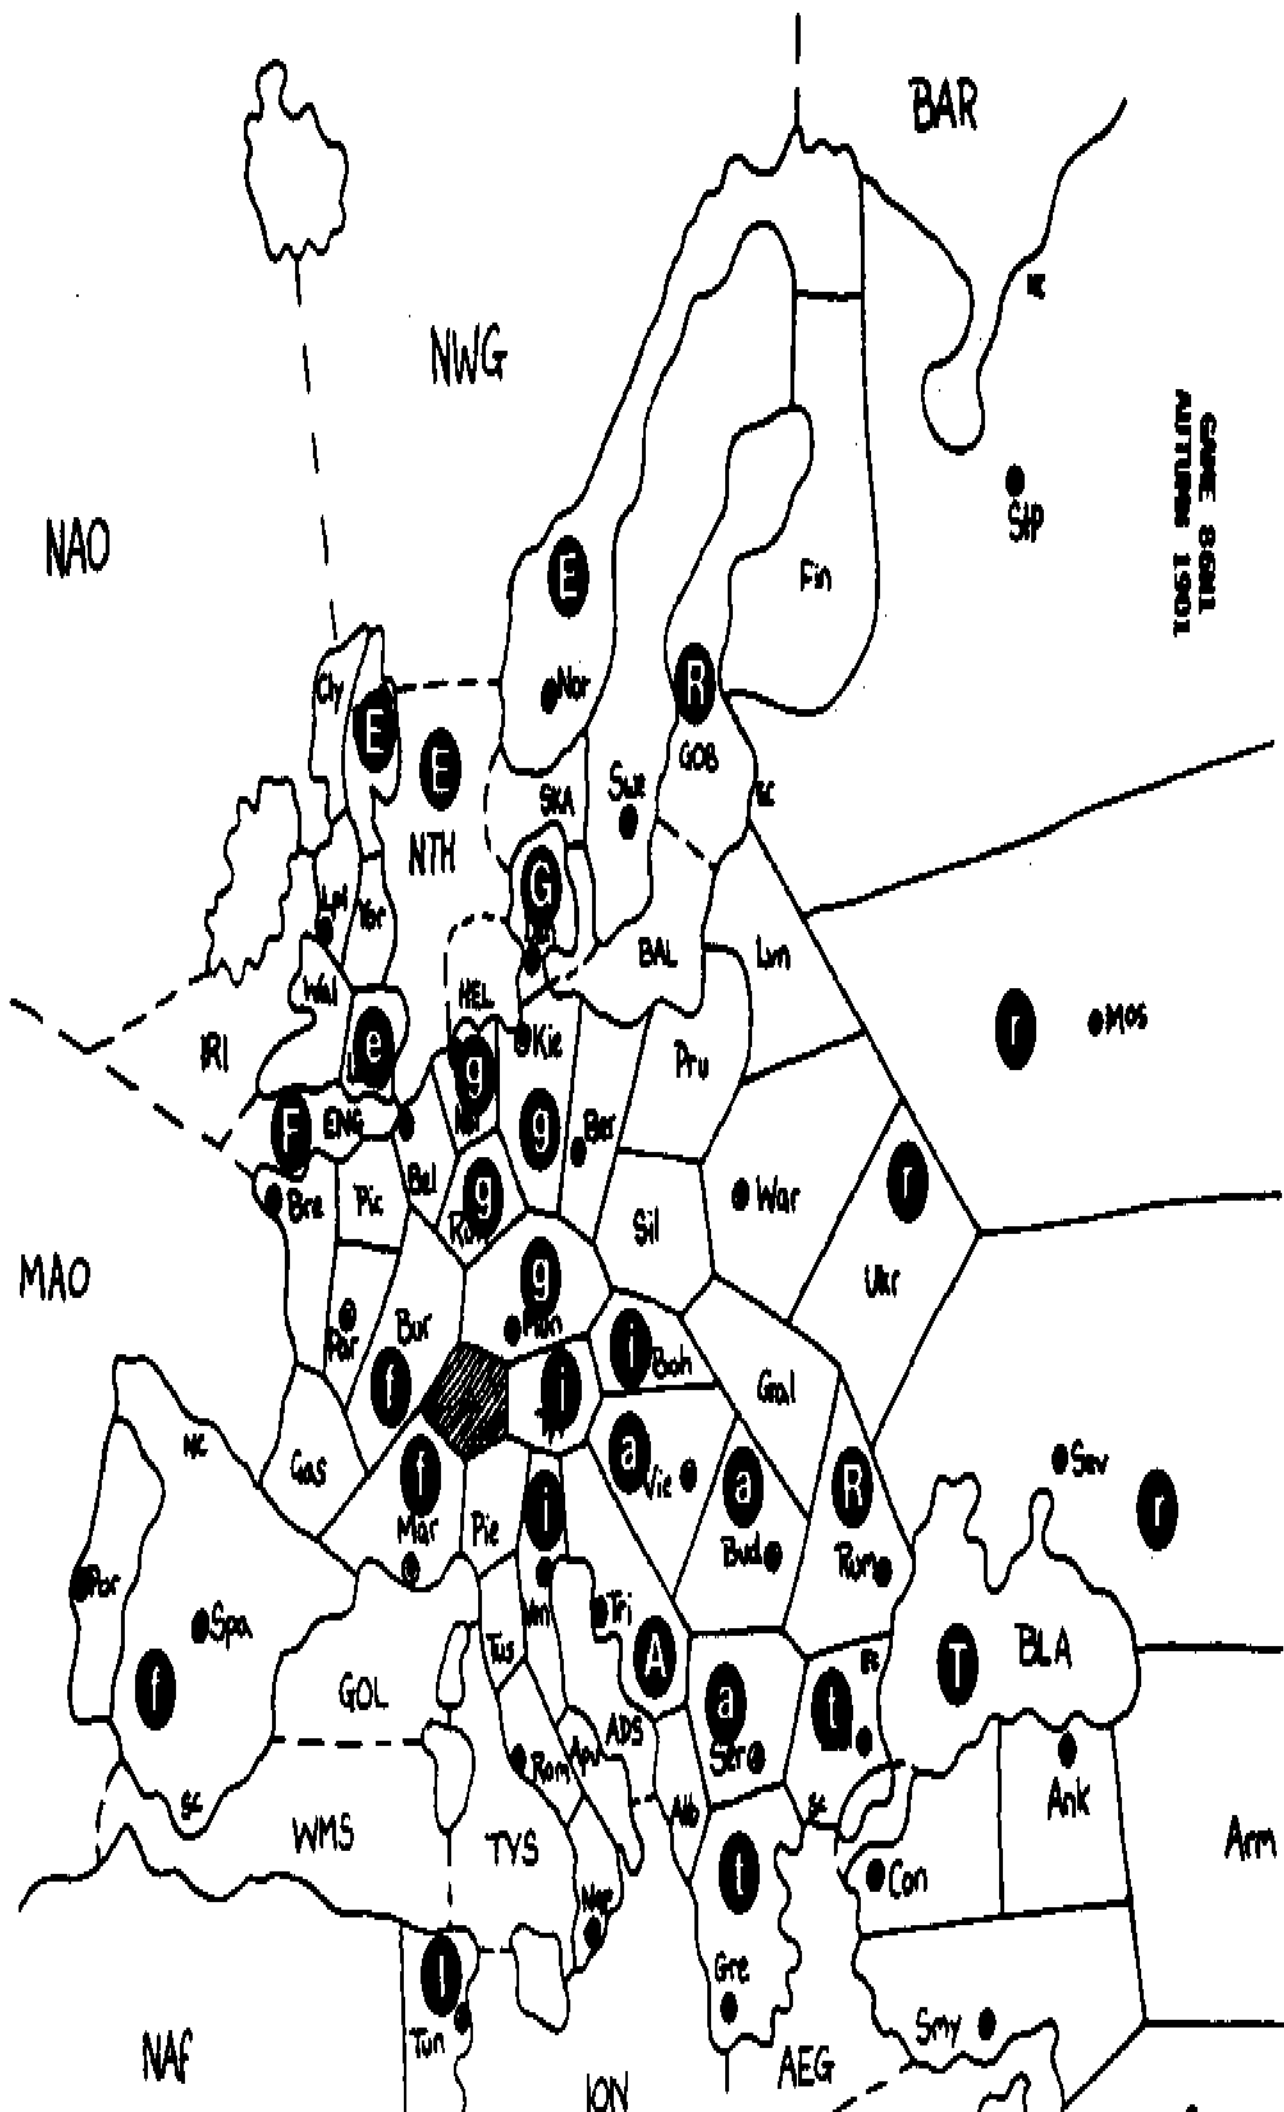 BAR
NC
NWG
GAME 86N1
AUTUMN 1901
StP
NAO
Fin
E
Nor
R
GOB
SC
Cly
E
E
NTH
SKA
Swe
G
Lpl
Yor
BAL
Lvn
Wal
HEL
r
Mos
IRI
e
Kie
g
Pru
F
ENG
g
Ber
r
Bre
Pic
Bel
g
Ruh
Sil
War
MAO
g
Mun
Ukr
Par
Bur
i
Boh
Gal
f
i
NC
Gas
f
Mar
Pie
i
Ven
a
Vie
a
Bud
R
Rum
Sev
r
Por
Spa
f
Tus
Tri
A
a
Ser
t
EC
T
BLA
GOL
ADS
Rom
Apu
Ank
SC
WMS
TYS
Alb
SC
t
Con
Arm
Nap
Gre
Tun
Smy
NAf
ION
AEG